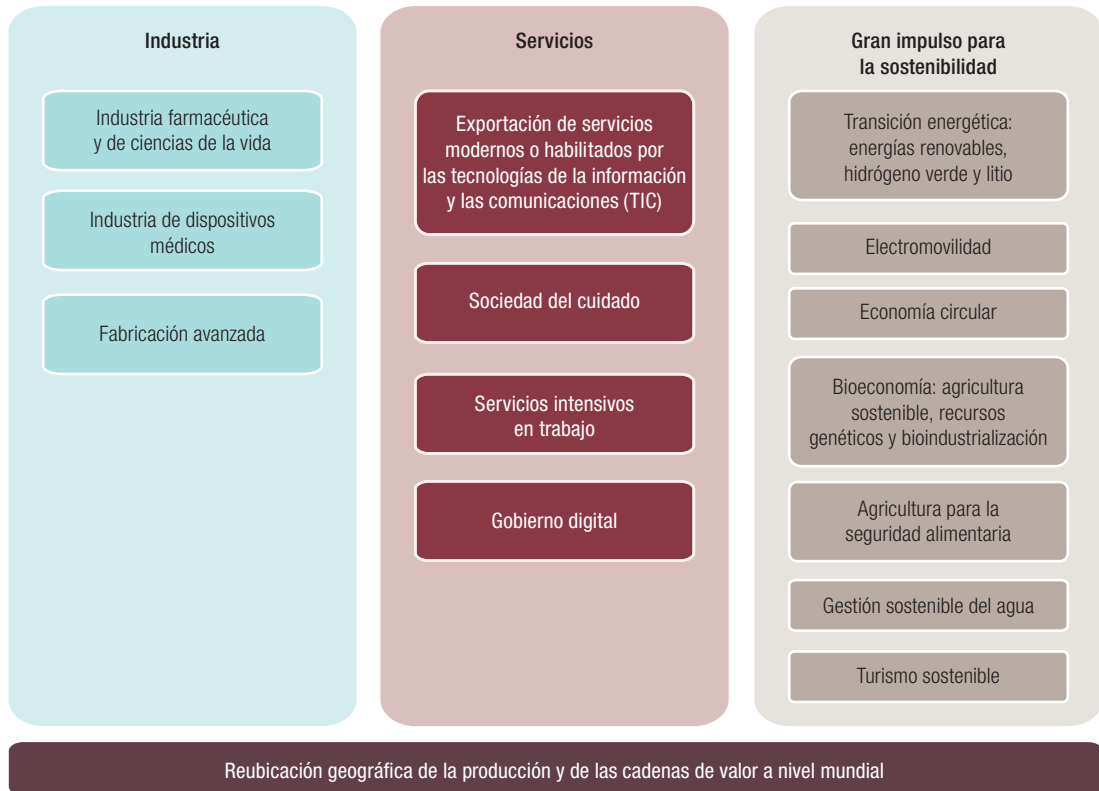 Industria
Industria farmacéutica
y de ciencias de la vida
Industria de dispositivos
médicos
Fabricación avanzada
Servicios
Exportación de servicios
modernos o habilitados por
las tecnologías de la información
y las comunicaciones (TIC)
Sociedad del cuidado
Servicios intensivos
en trabajo
Gobierno digital
Gran impulso para
la sostenibilidad
Transición energética:
energías renovables,
hidrógeno verde y litio
Electromovilidad
Economía circular
Bioeconomía: agricultura
sostenible, recursos
genéticos y bioindustrialización
Agricultura para la
seguridad alimentaria
Gestión sostenible del agua
Turismo sostenible
Reubicación geográfica de la producción y de las cadenas de valor a nivel mundial